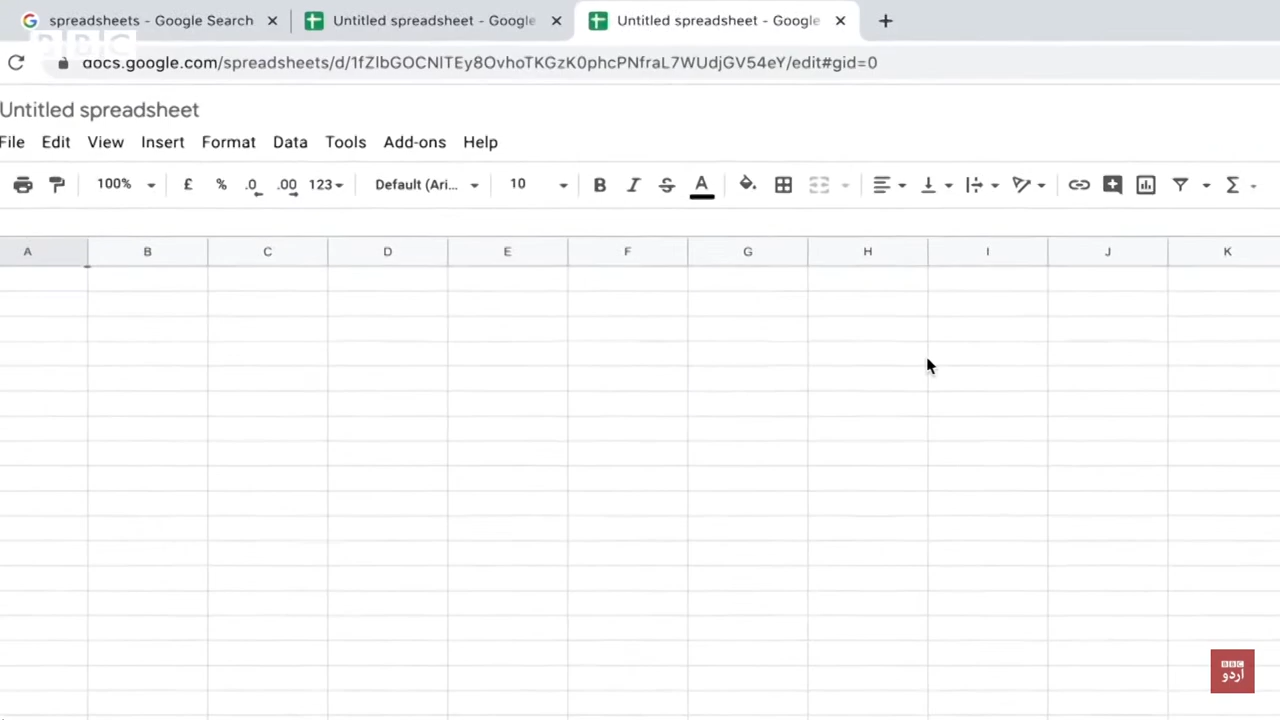 spreadsheets - Google Search
Untitled spreadsheet - Google
Untitled spreadsheet - Google
BBC
docs.google.com/spreadsheets/d/1fZlbGOCNlTEy8OvhoTKGzK0phcPNfraL7WUdjGV54eY/edit#gid=0
Untitled spreadsheet
File Edit View Insert Format Data Tools Add-ons Help
100% £ % .0 .00 123 Default (Ari... 10 B I S A Σ
A B C D E F G H I J K
BBC
اردو